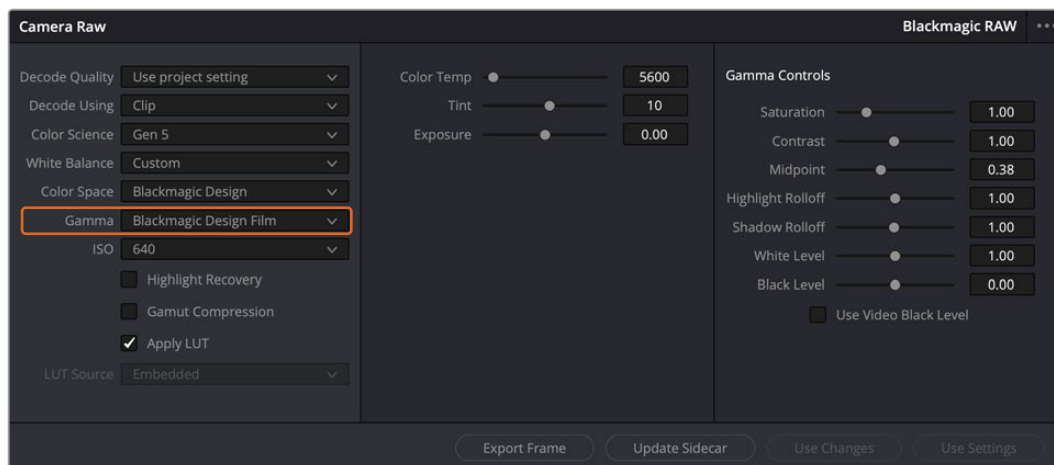 Camera Raw
Blackmagic RAW
Decode Quality Use project setting
Decode Using Clip
Color Science Gen 5
White Balance Custom
Color Space Blackmagic Design
Gamma Blackmagic Design Film
ISO 640
Highlight Recovery
Gamut Compression
Apply LUT
LUT Source Embedded
Color Temp 5600
Tint 10
Exposure 0.00
Gamma Controls
Saturation 1.00
Contrast 1.00
Midpoint 0.38
Highlight Rolloff 1.00
Shadow Rolloff 1.00
White Level 1.00
Black Level 0.00
Use Video Black Level
Export Frame
Update Sidecar
Use Changes
Use Settings